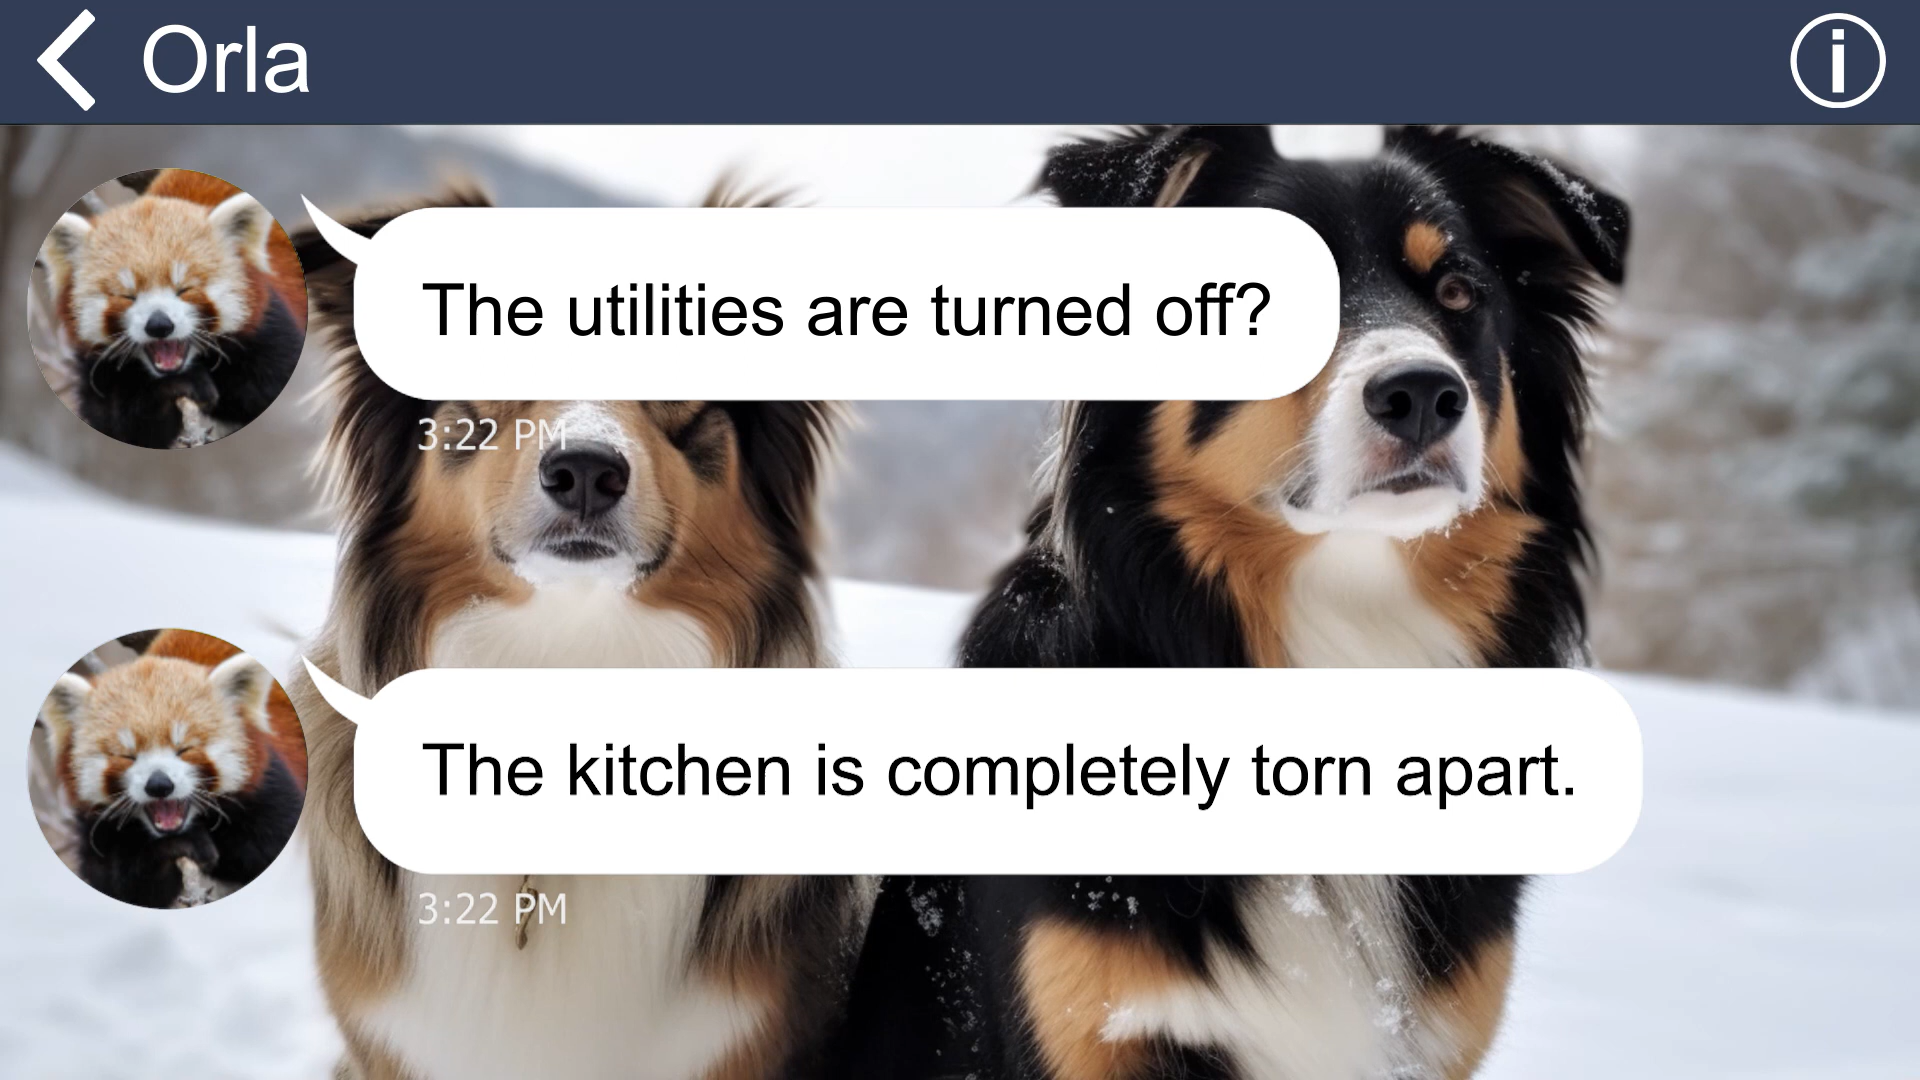 Orla
The utilities are turned off?
3:22 PM
The kitchen is completely torn apart.
3:22 PM